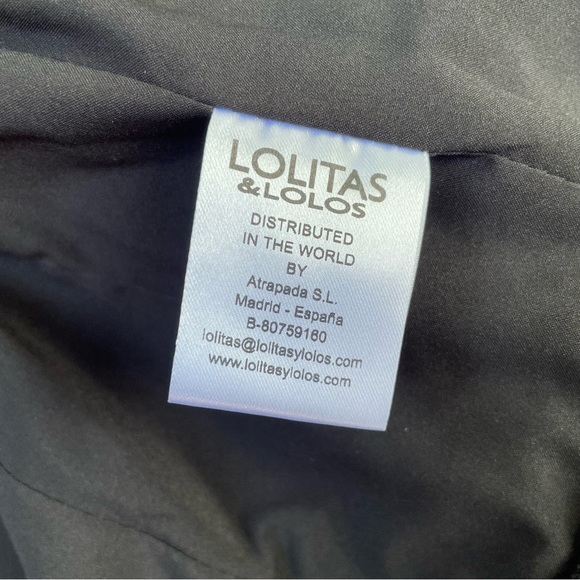 LOLITAS
&LOLOS
DISTRIBUTED
IN THE WORLD
BY
Atrapada S.L.
Madrid - España
B-80759160
lolitas@lolitasylolos.com
www.lolitasylolos.com